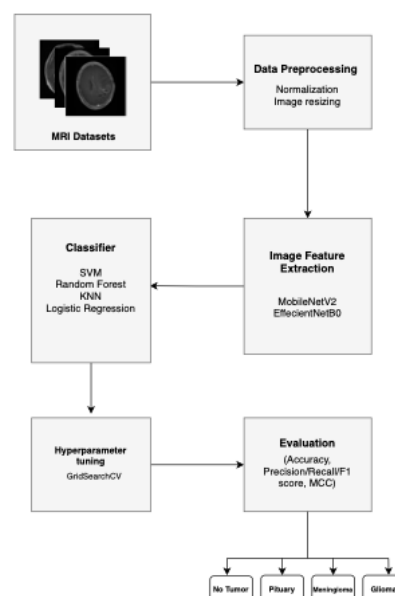 MRI Datasets
Data Preprocessing
Normalization
Image resizing
Classifier
SVM
Random Forest
KNN
Logistic Regression
Image Feature
Extraction
MobileNetV2
EffecientNetB0
Hyperparameter
tuning
GridSearchCV
Evaluation
(Accuracy,
Precision/Recall/F1
score, MCC)
No Tumor
Pituary
Meningioma
Glioma